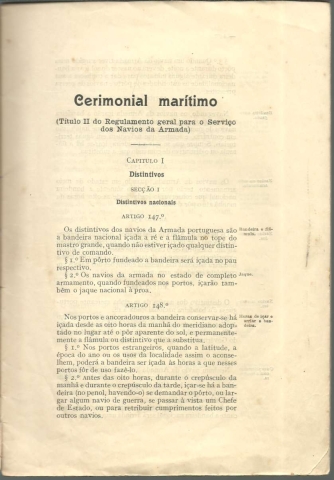 Cerimonial marítimo
(Título II do Regulamento geral para o Serviço
dos Navios da Armada)
CAPITULO I
Distintivos
SECÇÃO I
Distintivos nacionais
ARTIGO 147.º
Os distintivos dos navios da Armada portuguesa são
a bandeira nacional içada a ré e a flâmula no tope do
mastro grande, quando não estiver içado qualquer distin-
tivo de comando.
§ 1.º Em pôrto fundeado a bandeira será içada no pau
respectivo.
§ 2.º Os navios da armada no estado de completo
armamento, quando fundeados nos portos, içarão tam-
bém o jaque nacional à proa.
ARTIGO 148.º
Nos portos e ancoradouros a bandeira conservar-se há
içada desde as oito horas da manhã do meridiano adop-
tado no lugar até o pôr aparente do sol, e permanente-
mente a flâmula ou distintivo que a substitua.
§ 1.º Nos portos estrangeiros, quando a latitude, a
época do ano ou os usos da localidade assim o aconse-
lhem, poderá a bandeira ser içada às horas a que nesses
portos fôr de uso fazê-lo.
§ 2.º antes das oito horas, durante o crepúsculo da
manhã e durante o crepúsculo da tarde, içar-se há a ban-
deira (no penol, havendo-o) se demandar o pôrto, ou lar-
gar algum navio de guerra, se passar à vista um Chefe
de Estado, ou para retribuir cumprimentos feitos por
outros navios.
Bandeira e flâ-
mula.
Jaque.